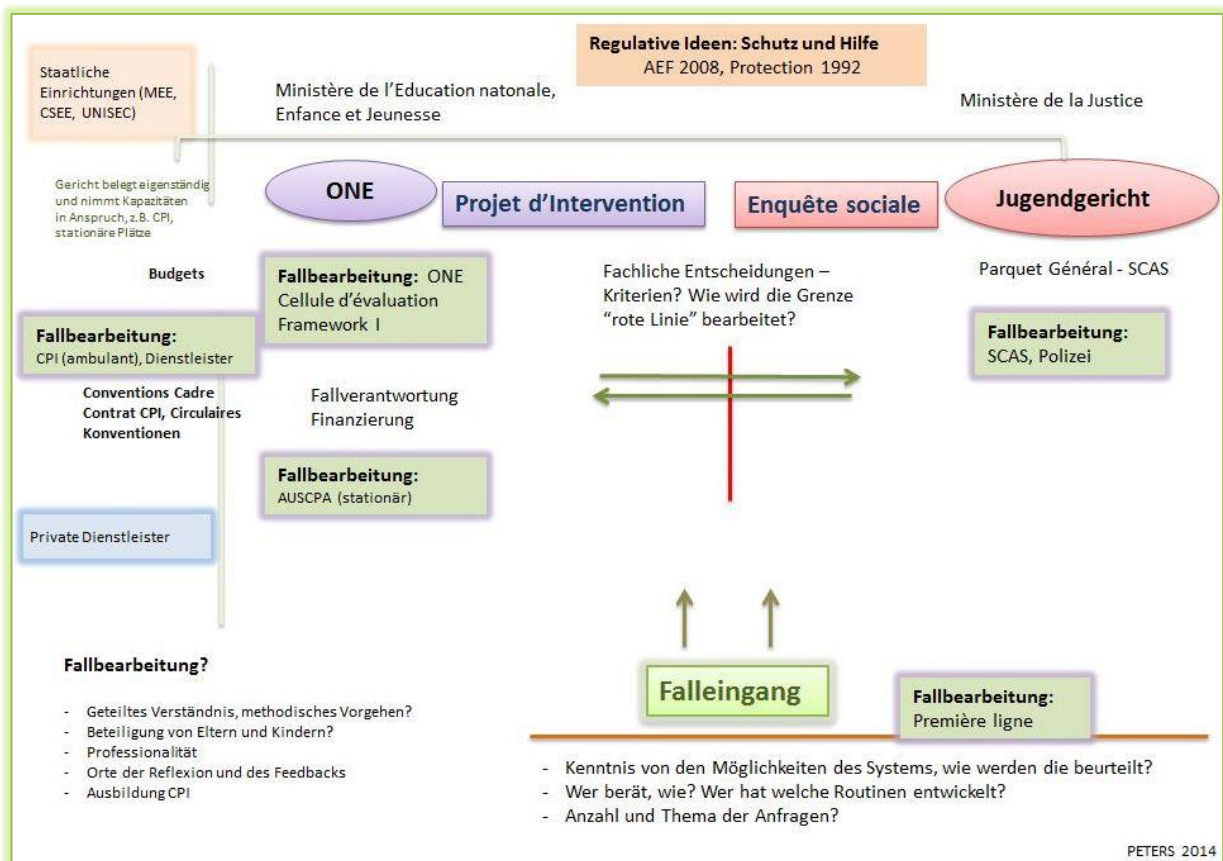 Regulative Ideen: Schutz und Hilfe
AEF 2008, Protection 1992
Staatliche
Einrichtungen (MEE,
CSEE, UNISEC)
Ministère de l'Education natonale,
Enfance et Jeunesse
Ministère de la Justice
Gericht belegt eigenständig
und nimmt Kapazitäten
in Anspruch, z.B. CPI,
stationäre Plätze
ONE
Projet d'Intervention
Enquête sociale
Jugendgericht
Budgets
Fallbearbeitung: ONE
Cellule d'évaluation
Framework I
Fachliche Entscheidungen –
Kriterien? Wie wird die Grenze
"rote Linie" bearbeitet?
Parquet Général - SCAS
Fallbearbeitung:
SCAS, Polizei
Fallbearbeitung:
CPI (ambulant), Dienstleister
Conventions Cadre
Contrat CPI, Circulaires
Konventionen
Fallverantwortung
Finanzierung
Fallbearbeitung:
AUSCPA (stationär)
Private Dienstleister
Fallbearbeitung?
- Geteiltes Verständnis, methodisches Vorgehen?
- Beteiligung von Eltern und Kindern?
- Professionalität
- Orte der Reflexion und des Feedbacks
- Ausbildung CPI
Falleingang
Fallbearbeitung:
Première ligne
- Kenntnis von den Möglichkeiten des Systems, wie werden die beurteilt?
- Wer berät, wie? Wer hat welche Routinen entwickelt?
- Anzahl und Thema der Anfragen?
PETERS 2014